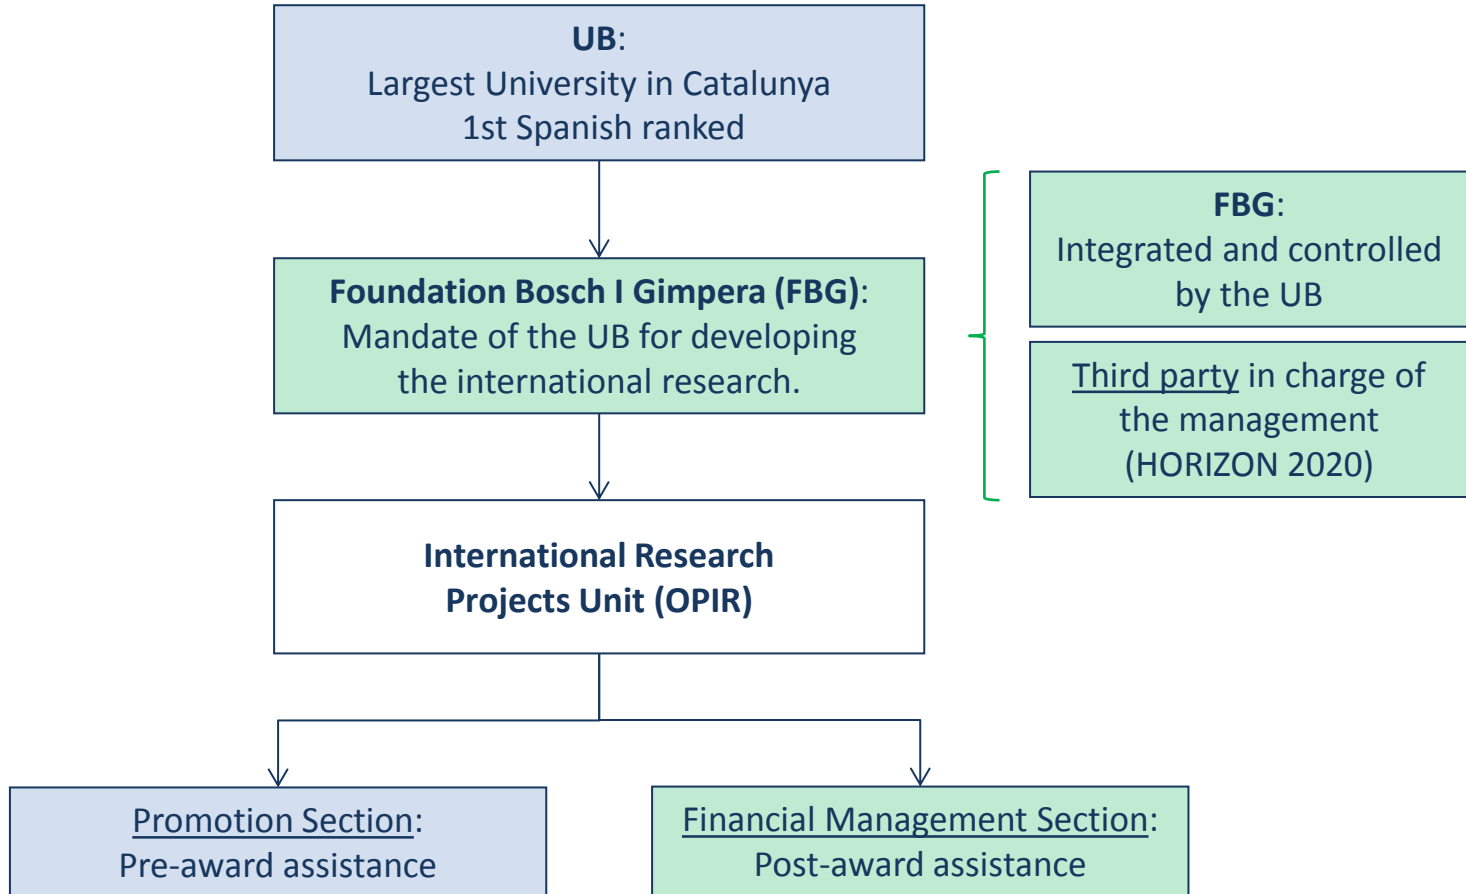 UB:
Largest University in Catalunya
1st Spanish ranked
Foundation Bosch I Gimpera (FBG):
Mandate of the UB for developing
the international research.
FBG:
Integrated and controlled
by the UB
Third party in charge of
the management
(HORIZON 2020)
International Research
Projects Unit (OPIR)
Promotion Section:
Pre-award assistance
Financial Management Section:
Post-award assistance